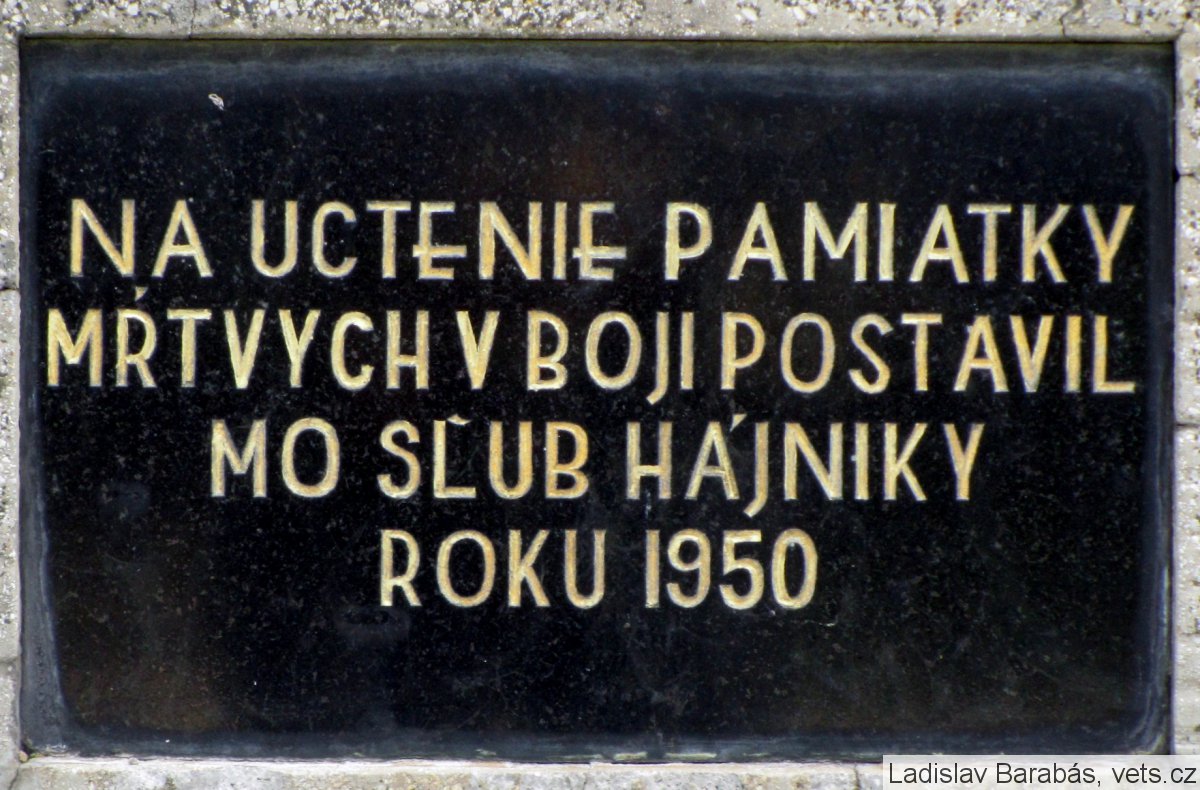 NA UCTENIE PAMIATKY
MŔTVYCH V BOJI POSTAVIL
MO SĽUB HÁJNIKY
ROKU 1950
Ladislav Barabás, vets.cz